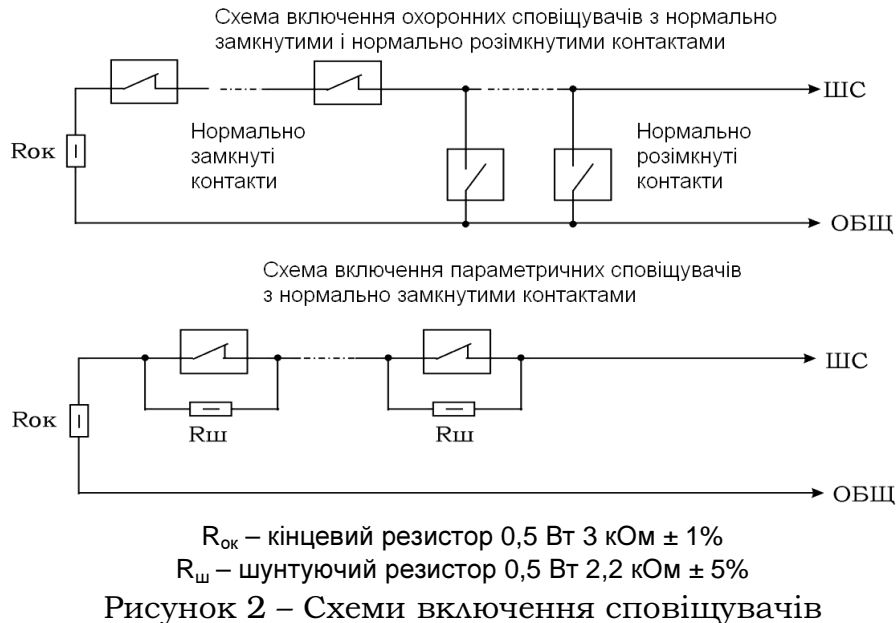 Схема включення охоронних сповіщувачів з нормально
замкнутими і нормально розімкнутими контактами
ШС
Rок
Нормально
замкнуті
контакти
Нормально
розімкнуті
контакти
ОБЩ
Схема включення параметричних сповіщувачів
з нормально замкнутими контактами
ШС
Rок
Rш
Rш
ОБЩ
Rок – кінцевий резистор 0,5 Вт 3 кОм ± 1%
Rш – шунтуючий резистор 0,5 Вт 2,2 кОм ± 5%
Рисунок 2 – Схеми включення сповіщувачів